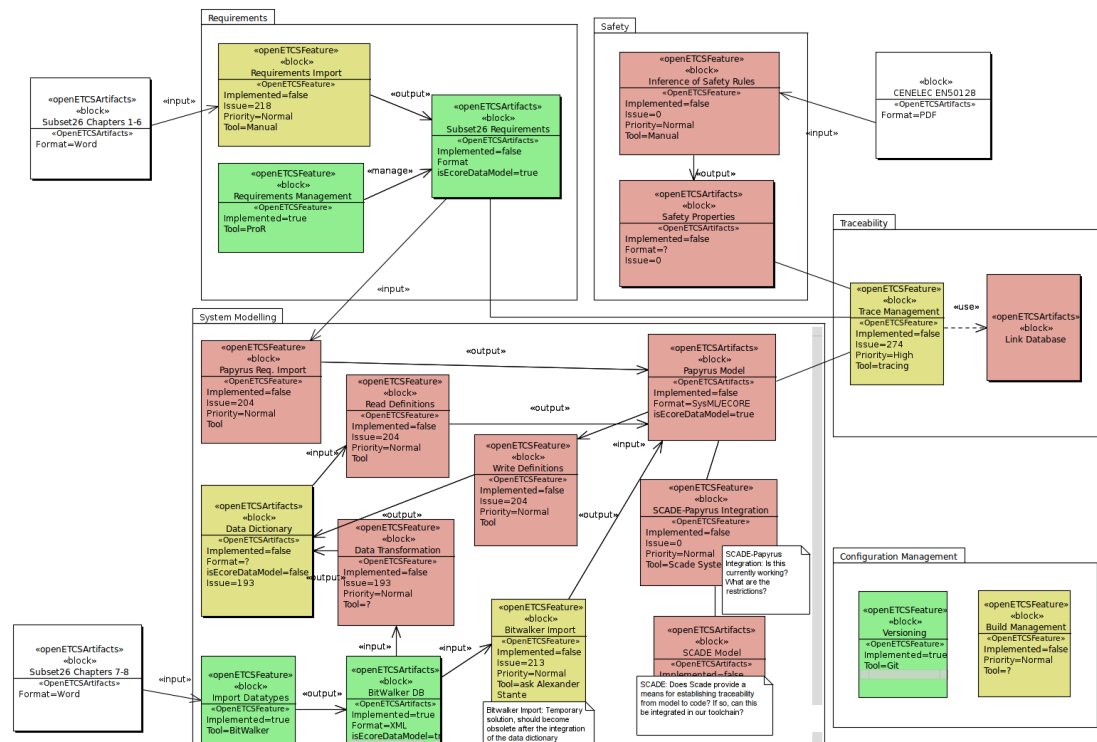 Requirements
«openETCSFeature»
«block»
Requirements Import
«OpenETCSFeature»
Implemented=false
Issue=218
Priority=Normal
Tool=Manual
«openETCSArtifacts»
«block»
Subset26 Chapters 1-6
«OpenETCSArtifacts»
Format=Word
«input»
«output»
«openETCSArtifacts»
«block»
Subset26 Requirements
«OpenETCSArtifacts»
Implemented=false
Format
isEcoreDataModel=true
«openETCSFeature»
«block»
Requirements Management
«OpenETCSFeature»
Implemented=true
Tool=ProR
«manage»
«input»
Safety
«openETCSFeature»
«block»
Inference of Safety Rules
«OpenETCSFeature»
Implemented=false
Issue=0
Priority=Normal
Tool=Manual
«block»
CENELEC EN50128
«OpenETCSArtifacts»
Format=PDF
«input»
«output»
«openETCSArtifacts»
«block»
Safety Properties
«OpenETCSArtifacts»
Implemented=false
Format=?
Issue=0
Traceability
«openETCSFeature»
«block»
Trace Management
«OpenETCSFeature»
Implemented=false
Issue=274
Priority=High
Tool=tracing
«use»
«openETCSArtifacts»
«block»
Link Database
System Modelling
«openETCSFeature»
«block»
Papyrus Req. Import
«OpenETCSFeature»
Implemented=false
Issue=204
Priority=Normal
Tool
«output»
«openETCSArtifacts»
«block»
Papyrus Model
«OpenETCSArtifacts»
Implemented=false
Format=SysML/ECORE
isEcoreDataModel=true
«openETCSFeature»
«block»
Read Definitions
«OpenETCSFeature»
Implemented=false
Issue=204
Priority=Normal
Tool
«output»
«input»
«input»
«openETCSFeature»
«block»
Write Definitions
«OpenETCSFeature»
Implemented=false
Issue=204
Priority=Normal
Tool
«output»
«output»
«openETCSArtifacts»
«block»
Data Dictionary
«OpenETCSArtifacts»
Implemented=false
Format=?
isEcoreDataModel=false
Issue=193
«openETCSFeature»
«block»
Data Transformation
«OpenETCSFeature»
Implemented=false
Issue=193
Priority=Normal
Tool=?
output»
«openETCSFeature»
«block»
SCADE-Papyrus Integration
«OpenETCSFeature»
Implemented=false
Issue=0
Priority=Normal
Tool=Scade Syste
SCADE-Papyrus
Integration: Is this
currently working?
What are the
restrictions?
«openETCSFeature»
«block»
Bitwalker Import
«OpenETCSFeature»
Implemented=false
Issue=213
Priority=Normal
Tool=ask Alexander
Stante
«openETCSArtifacts»
«block»
SCADE Model
«OpenETCSArtifacts»
Implemented=false
SCADE: Does Scade provide a
means for establishing traceability
from model to code? If so, can this
be integrated in our toolchain?
Bitwalker Import: Temporary
solution, should become
obsolete after the integration
of the data dictionary
«openETCSArtifacts»
«block»
Subset26 Chapters 7-8
«OpenETCSArtifacts»
Format=Word
«input»
«openETCSFeature»
«block»
Import Datatypes
«OpenETCSFeature»
Implemented=true
Tool=BitWalker
«output»
«input»
«input»
«openETCSArtifacts»
«block»
BitWalker DB
«OpenETCSArtifacts»
Implemented=true
Format=XML
Configuration Management
«openETCSFeature»
«block»
Versioning
«OpenETCSFeature»
Implemented=true
Tool=Git
«openETCSFeature»
«block»
Build Management
«OpenETCSFeature»
Implemented=false
Priority=Normal
Tool=?